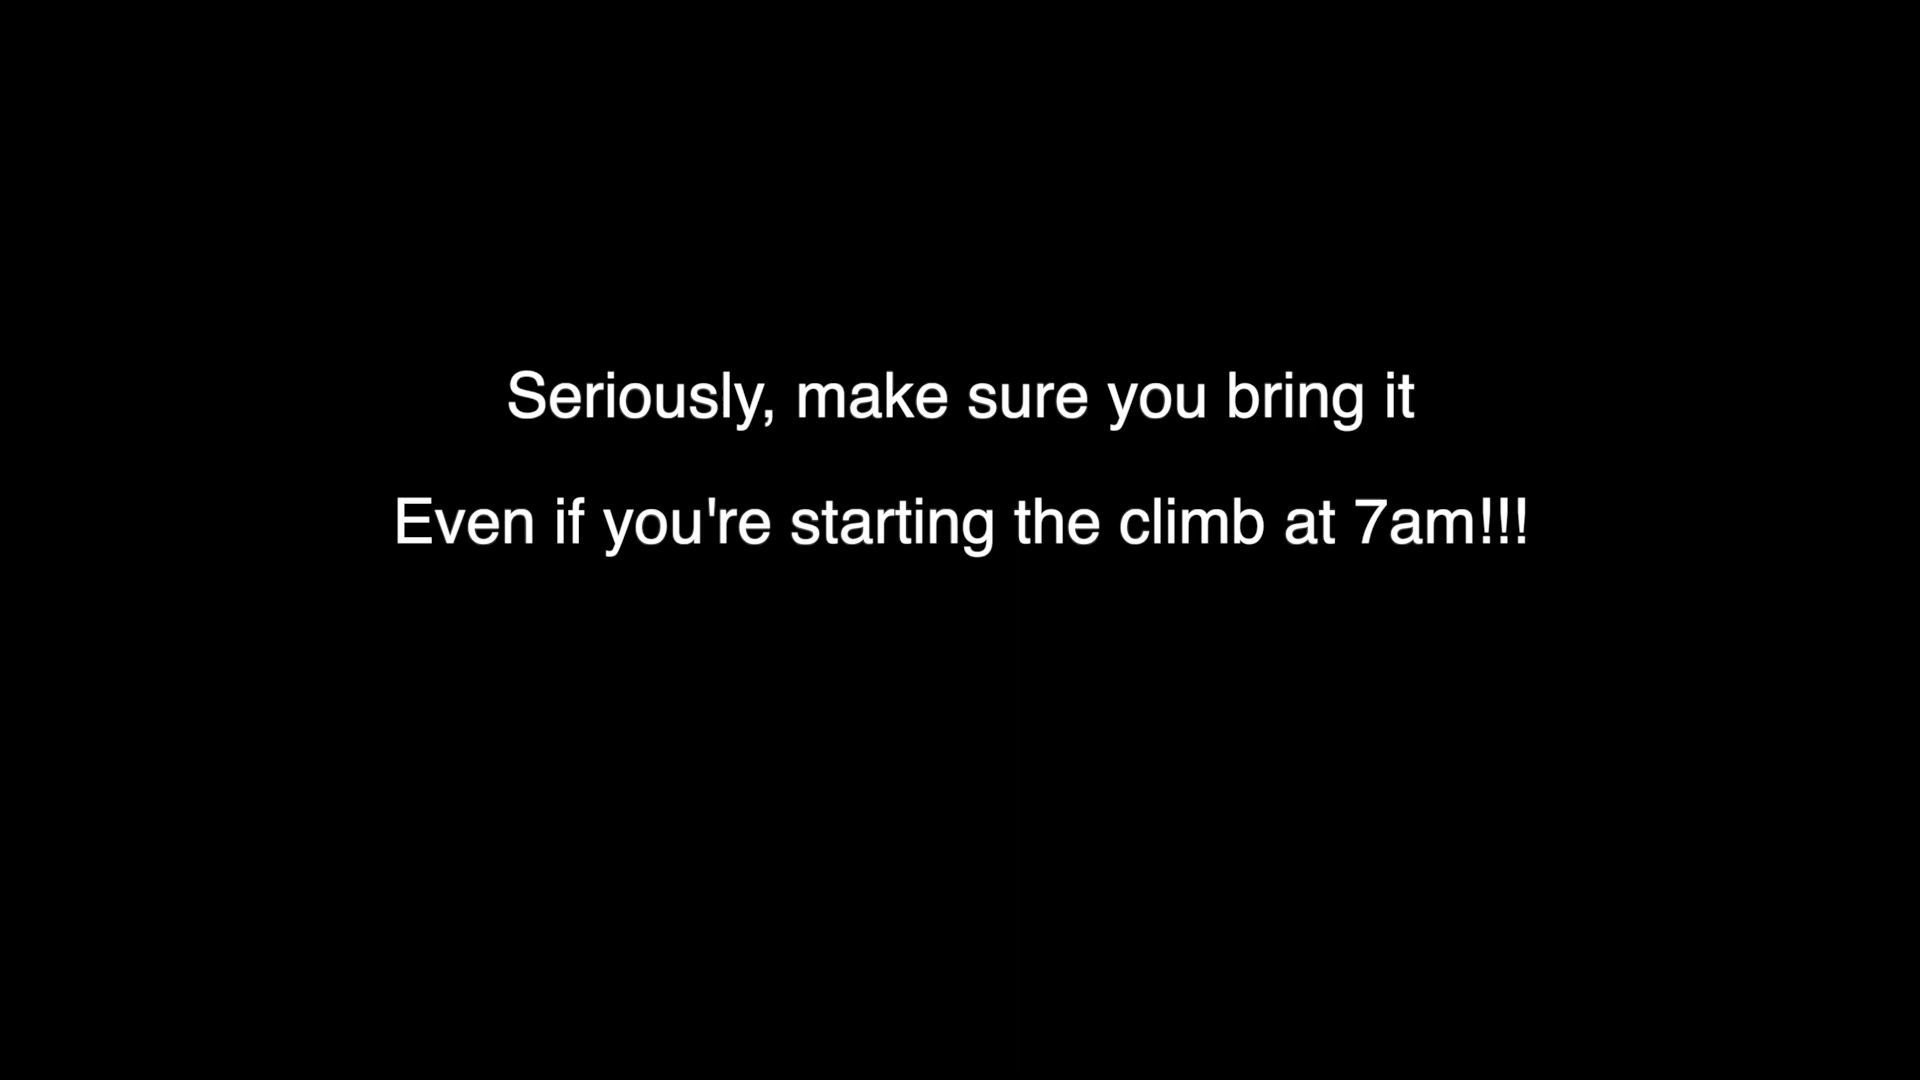 Seriously, make sure you bring it
Even if you're starting the climb at 7am!!!